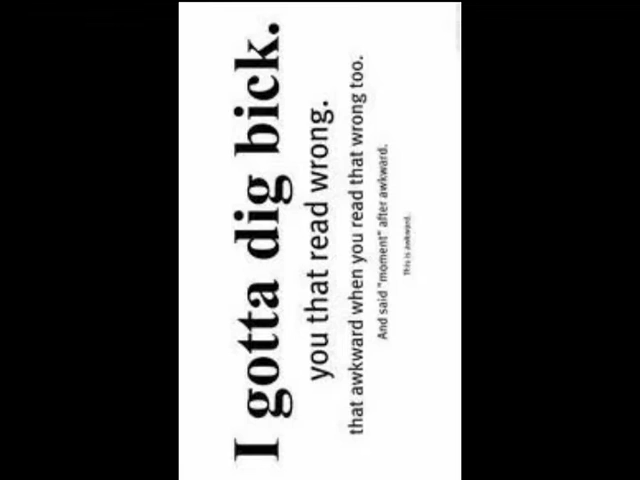 I gotta dig bick.
you that read wrong.
that awkward when you read that wrong too.
And said "moment" after awkward.
This is awkward.